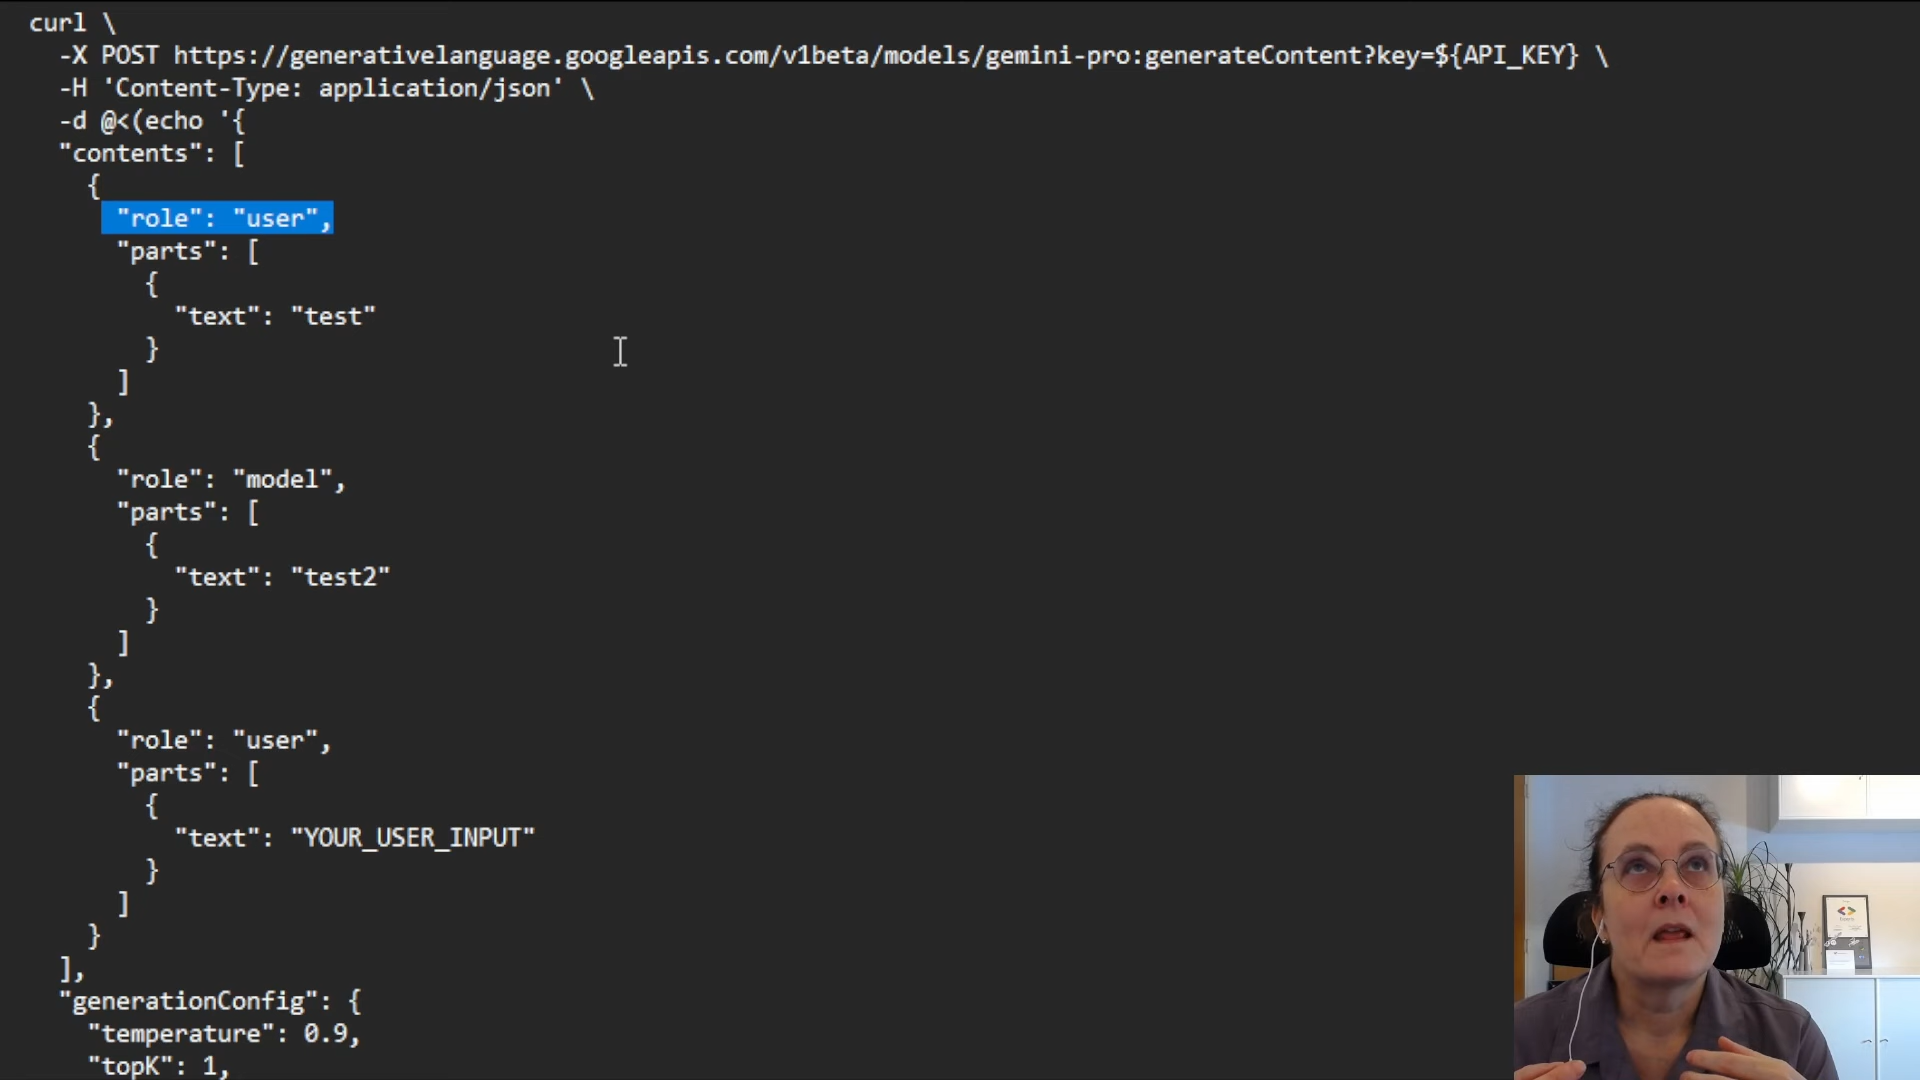 curl \
-X POST https://generativelanguage.googleapis.com/v1beta/models/gemini-pro:generateContent?key=${API_KEY} \
-H 'Content-Type: application/json' \
-d @<(echo '{
"contents": [
{
"role": "user",
"parts": [
{
"text": "test"
}
]
},
{
"role": "model",
"parts": [
{
"text": "test2"
}
]
},
{
"role": "user",
"parts": [
{
"text": "YOUR_USER_INPUT"
}
]
}
],
"generationConfig": {
"temperature": 0.9,
"topK": 1,